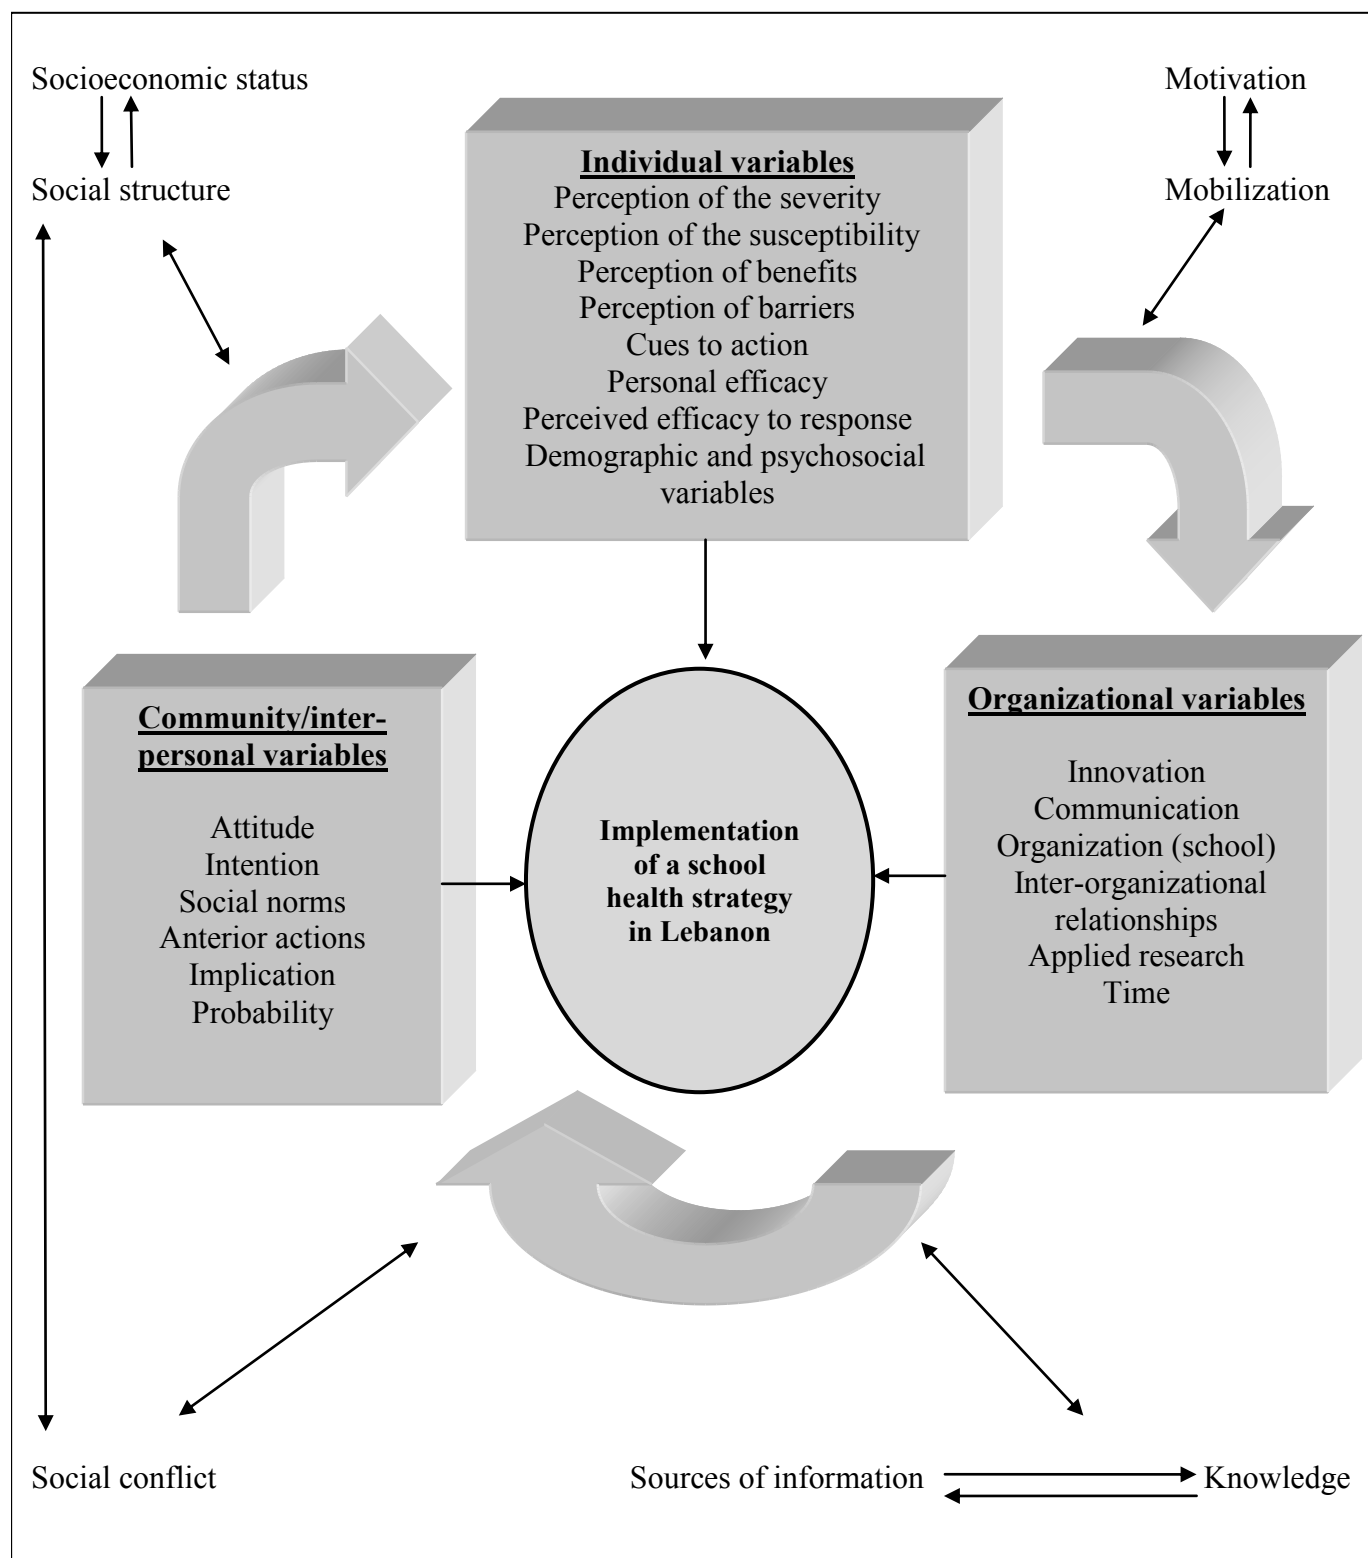 Socioeconomic status
Social structure
Motivation
Mobilization
Individual variables
Perception of the severity
Perception of the susceptibility
Perception of benefits
Perception of barriers
Cues to action
Personal efficacy
Perceived efficacy to response
Demographic and psychosocial
variables
Community/inter-
personal variables
Attitude
Intention
Social norms
Anterior actions
Implication
Probability
Implementation
of a school
health strategy
in Lebanon
Organizational variables
Innovation
Communication
Organization (school)
Inter-organizational
relationships
Applied research
Time
Social conflict
Sources of information
Knowledge